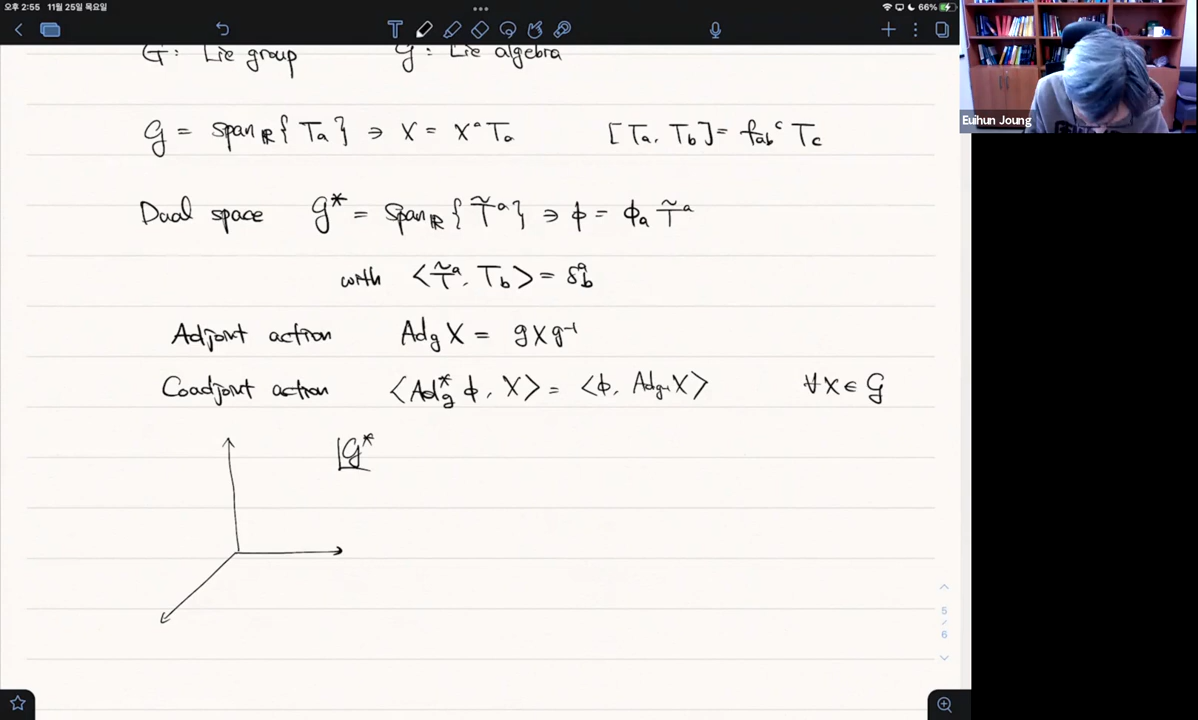 오후 2:55 11월 25일 목요일
66%
G : Lie group g : Lie algebra
g = span_ℝ { T_a } ∋ X = X^a T_a [T_a, T_b] = f_ab^c T_c
Dual space g* = span_ℝ { T̃^a } ∋ ϕ = ϕ_a T̃^a
with < T̃^a, T_b > = δ^a_b
Adjoint action Ad_g X = g X g^-1
Coadjoint action < Ad*_g ϕ, X > = < ϕ, Ad_g^-1 X > ∀X ∈ g
g*
5
/
6
Euihun Joung